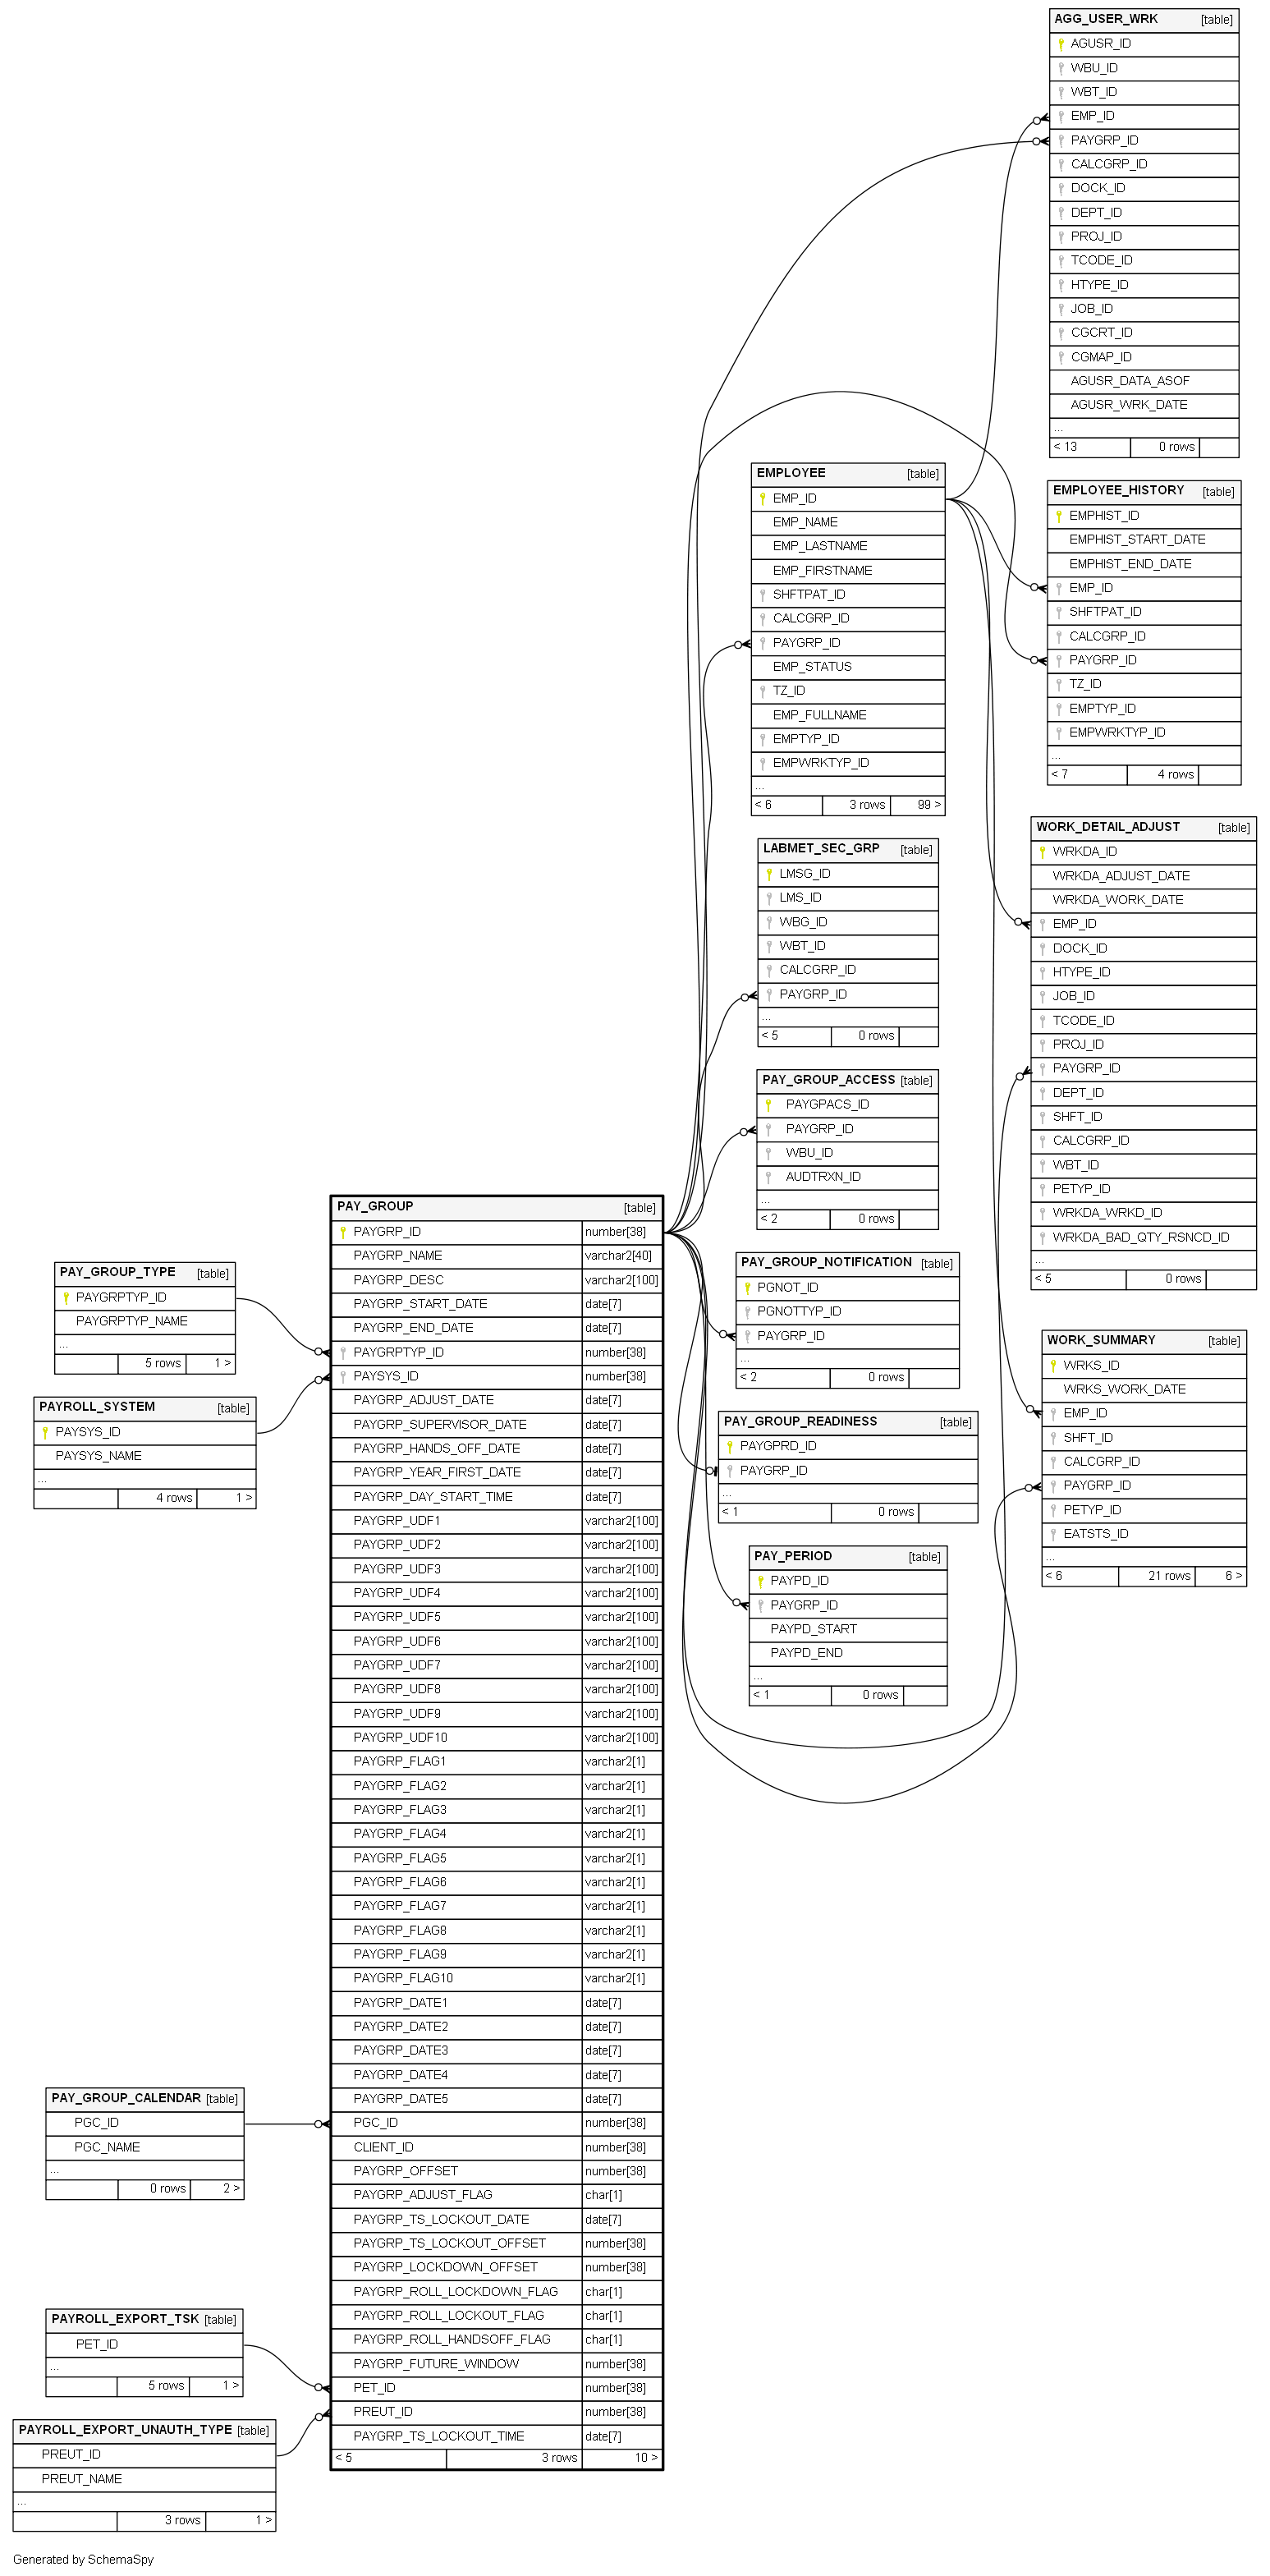 AGG_USER_WRK [table]
AGUSR_ID
WBU_ID
WBT_ID
EMP_ID
PAYGRP_ID
CALCGRP_ID
DOCK_ID
DEPT_ID
PROJ_ID
TCODE_ID
HTYPE_ID
JOB_ID
CGCRT_ID
CGMAP_ID
AGUSR_DATA_ASOF
AGUSR_WRK_DATE
...
< 13 0 rows
EMPLOYEE [table]
EMP_ID
EMP_NAME
EMP_LASTNAME
EMP_FIRSTNAME
SHFTPAT_ID
CALCGRP_ID
PAYGRP_ID
EMP_STATUS
TZ_ID
EMP_FULLNAME
EMPTYP_ID
EMPWRKTYP_ID
...
< 6 3 rows 99 >
EMPLOYEE_HISTORY [table]
EMPHIST_ID
EMPHIST_START_DATE
EMPHIST_END_DATE
EMP_ID
SHFTPAT_ID
CALCGRP_ID
PAYGRP_ID
TZ_ID
EMPTYP_ID
EMPWRKTYP_ID
...
< 7 4 rows
LABMET_SEC_GRP [table]
LMSG_ID
LMS_ID
WBG_ID
WBT_ID
CALCGRP_ID
PAYGRP_ID
...
< 5 0 rows
WORK_DETAIL_ADJUST [table]
WRKDA_ID
WRKDA_ADJUST_DATE
WRKDA_WORK_DATE
EMP_ID
DOCK_ID
HTYPE_ID
JOB_ID
TCODE_ID
PROJ_ID
PAYGRP_ID
DEPT_ID
SHFT_ID
CALCGRP_ID
WBT_ID
PETYP_ID
WRKDA_WRKD_ID
WRKDA_BAD_QTY_RSNCD_ID
...
< 5 0 rows
PAY_GROUP_ACCESS [table]
PAYGPACS_ID
PAYGRP_ID
WBU_ID
AUDTRXN_ID
...
< 2 0 rows
PAY_GROUP_NOTIFICATION [table]
PGNOT_ID
PGNOTTYP_ID
PAYGRP_ID
...
< 2 0 rows
PAY_GROUP_READINESS [table]
PAYGPRD_ID
PAYGRP_ID
...
< 1 0 rows
PAY_PERIOD [table]
PAYPD_ID
PAYGRP_ID
PAYPD_START
PAYPD_END
...
< 1 0 rows
WORK_SUMMARY [table]
WRKS_ID
WRKS_WORK_DATE
EMP_ID
SHFT_ID
CALCGRP_ID
PAYGRP_ID
PETYP_ID
EATSTS_ID
...
< 6 21 rows 6 >
PAY_GROUP_TYPE [table]
PAYGRPTYP_ID
PAYGRPTYP_NAME
...
5 rows 1 >
PAYROLL_SYSTEM [table]
PAYSYS_ID
PAYSYS_NAME
...
4 rows 1 >
PAY_GROUP [table]
PAYGRP_ID number[38]
PAYGRP_NAME varchar2[40]
PAYGRP_DESC varchar2[100]
PAYGRP_START_DATE date[7]
PAYGRP_END_DATE date[7]
PAYGRPTYP_ID number[38]
PAYSYS_ID number[38]
PAYGRP_ADJUST_DATE date[7]
PAYGRP_SUPERVISOR_DATE date[7]
PAYGRP_HANDS_OFF_DATE date[7]
PAYGRP_YEAR_FIRST_DATE date[7]
PAYGRP_DAY_START_TIME date[7]
PAYGRP_UDF1 varchar2[100]
PAYGRP_UDF2 varchar2[100]
PAYGRP_UDF3 varchar2[100]
PAYGRP_UDF4 varchar2[100]
PAYGRP_UDF5 varchar2[100]
PAYGRP_UDF6 varchar2[100]
PAYGRP_UDF7 varchar2[100]
PAYGRP_UDF8 varchar2[100]
PAYGRP_UDF9 varchar2[100]
PAYGRP_UDF10 varchar2[100]
PAYGRP_FLAG1 varchar2[1]
PAYGRP_FLAG2 varchar2[1]
PAYGRP_FLAG3 varchar2[1]
PAYGRP_FLAG4 varchar2[1]
PAYGRP_FLAG5 varchar2[1]
PAYGRP_FLAG6 varchar2[1]
PAYGRP_FLAG7 varchar2[1]
PAYGRP_FLAG8 varchar2[1]
PAYGRP_FLAG9 varchar2[1]
PAYGRP_FLAG10 varchar2[1]
PAYGRP_DATE1 date[7]
PAYGRP_DATE2 date[7]
PAYGRP_DATE3 date[7]
PAYGRP_DATE4 date[7]
PAYGRP_DATE5 date[7]
PGC_ID number[38]
CLIENT_ID number[38]
PAYGRP_OFFSET number[38]
PAYGRP_ADJUST_FLAG char[1]
PAYGRP_TS_LOCKOUT_DATE date[7]
PAYGRP_TS_LOCKOUT_OFFSET number[38]
PAYGRP_LOCKDOWN_OFFSET number[38]
PAYGRP_ROLL_LOCKDOWN_FLAG char[1]
PAYGRP_ROLL_LOCKOUT_FLAG char[1]
PAYGRP_ROLL_HANDSOFF_FLAG char[1]
PAYGRP_FUTURE_WINDOW number[38]
PET_ID number[38]
PREUT_ID number[38]
PAYGRP_TS_LOCKOUT_TIME date[7]
< 5 3 rows 10 >
PAY_GROUP_CALENDAR [table]
PGC_ID
PGC_NAME
...
0 rows 2 >
PAYROLL_EXPORT_TSK [table]
PET_ID
...
5 rows 1 >
PAYROLL_EXPORT_UNAUTH_TYPE [table]
PREUT_ID
PREUT_NAME
...
3 rows 1 >
Generated by SchemaSpy